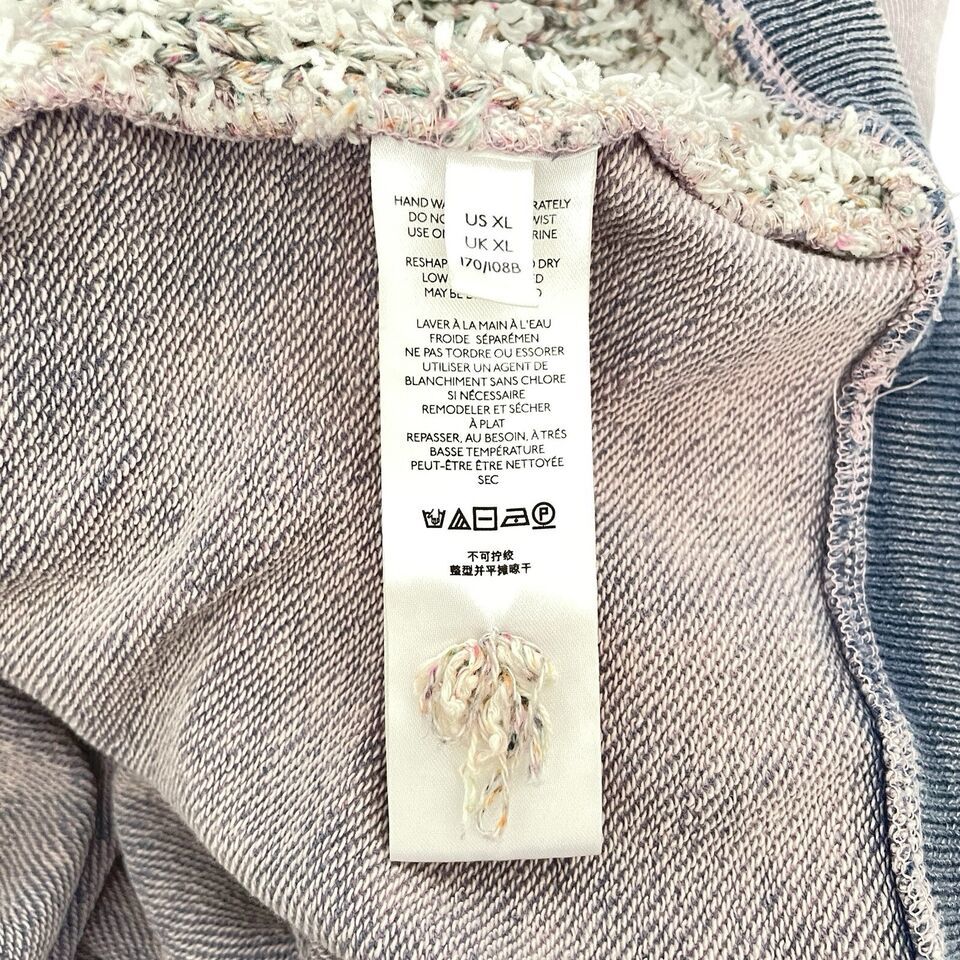 HAND WA RATELY
DO NO WIST
USE O RINE
RESHAP O DRY
LOW ED
MAY BE O
US XL
UK XL
170/108B
LAVER À LA MAIN À L'EAU
FROIDE SÉPARÉMEN
NE PAS TORDRE OU ESSORER
UTILISER UN AGENT DE
BLANCHIMENT SANS CHLORE
SI NÉCESSAIRE
REMODELER ET SÉCHER
À PLAT
REPASSER, AU BESOIN, À TRÉS
BASSE TEMPÉRATURE
PEUT-ÊTRE ÊTRE NETTOYÉE
SEC
P
不可拧绞
整型并平摊晾干